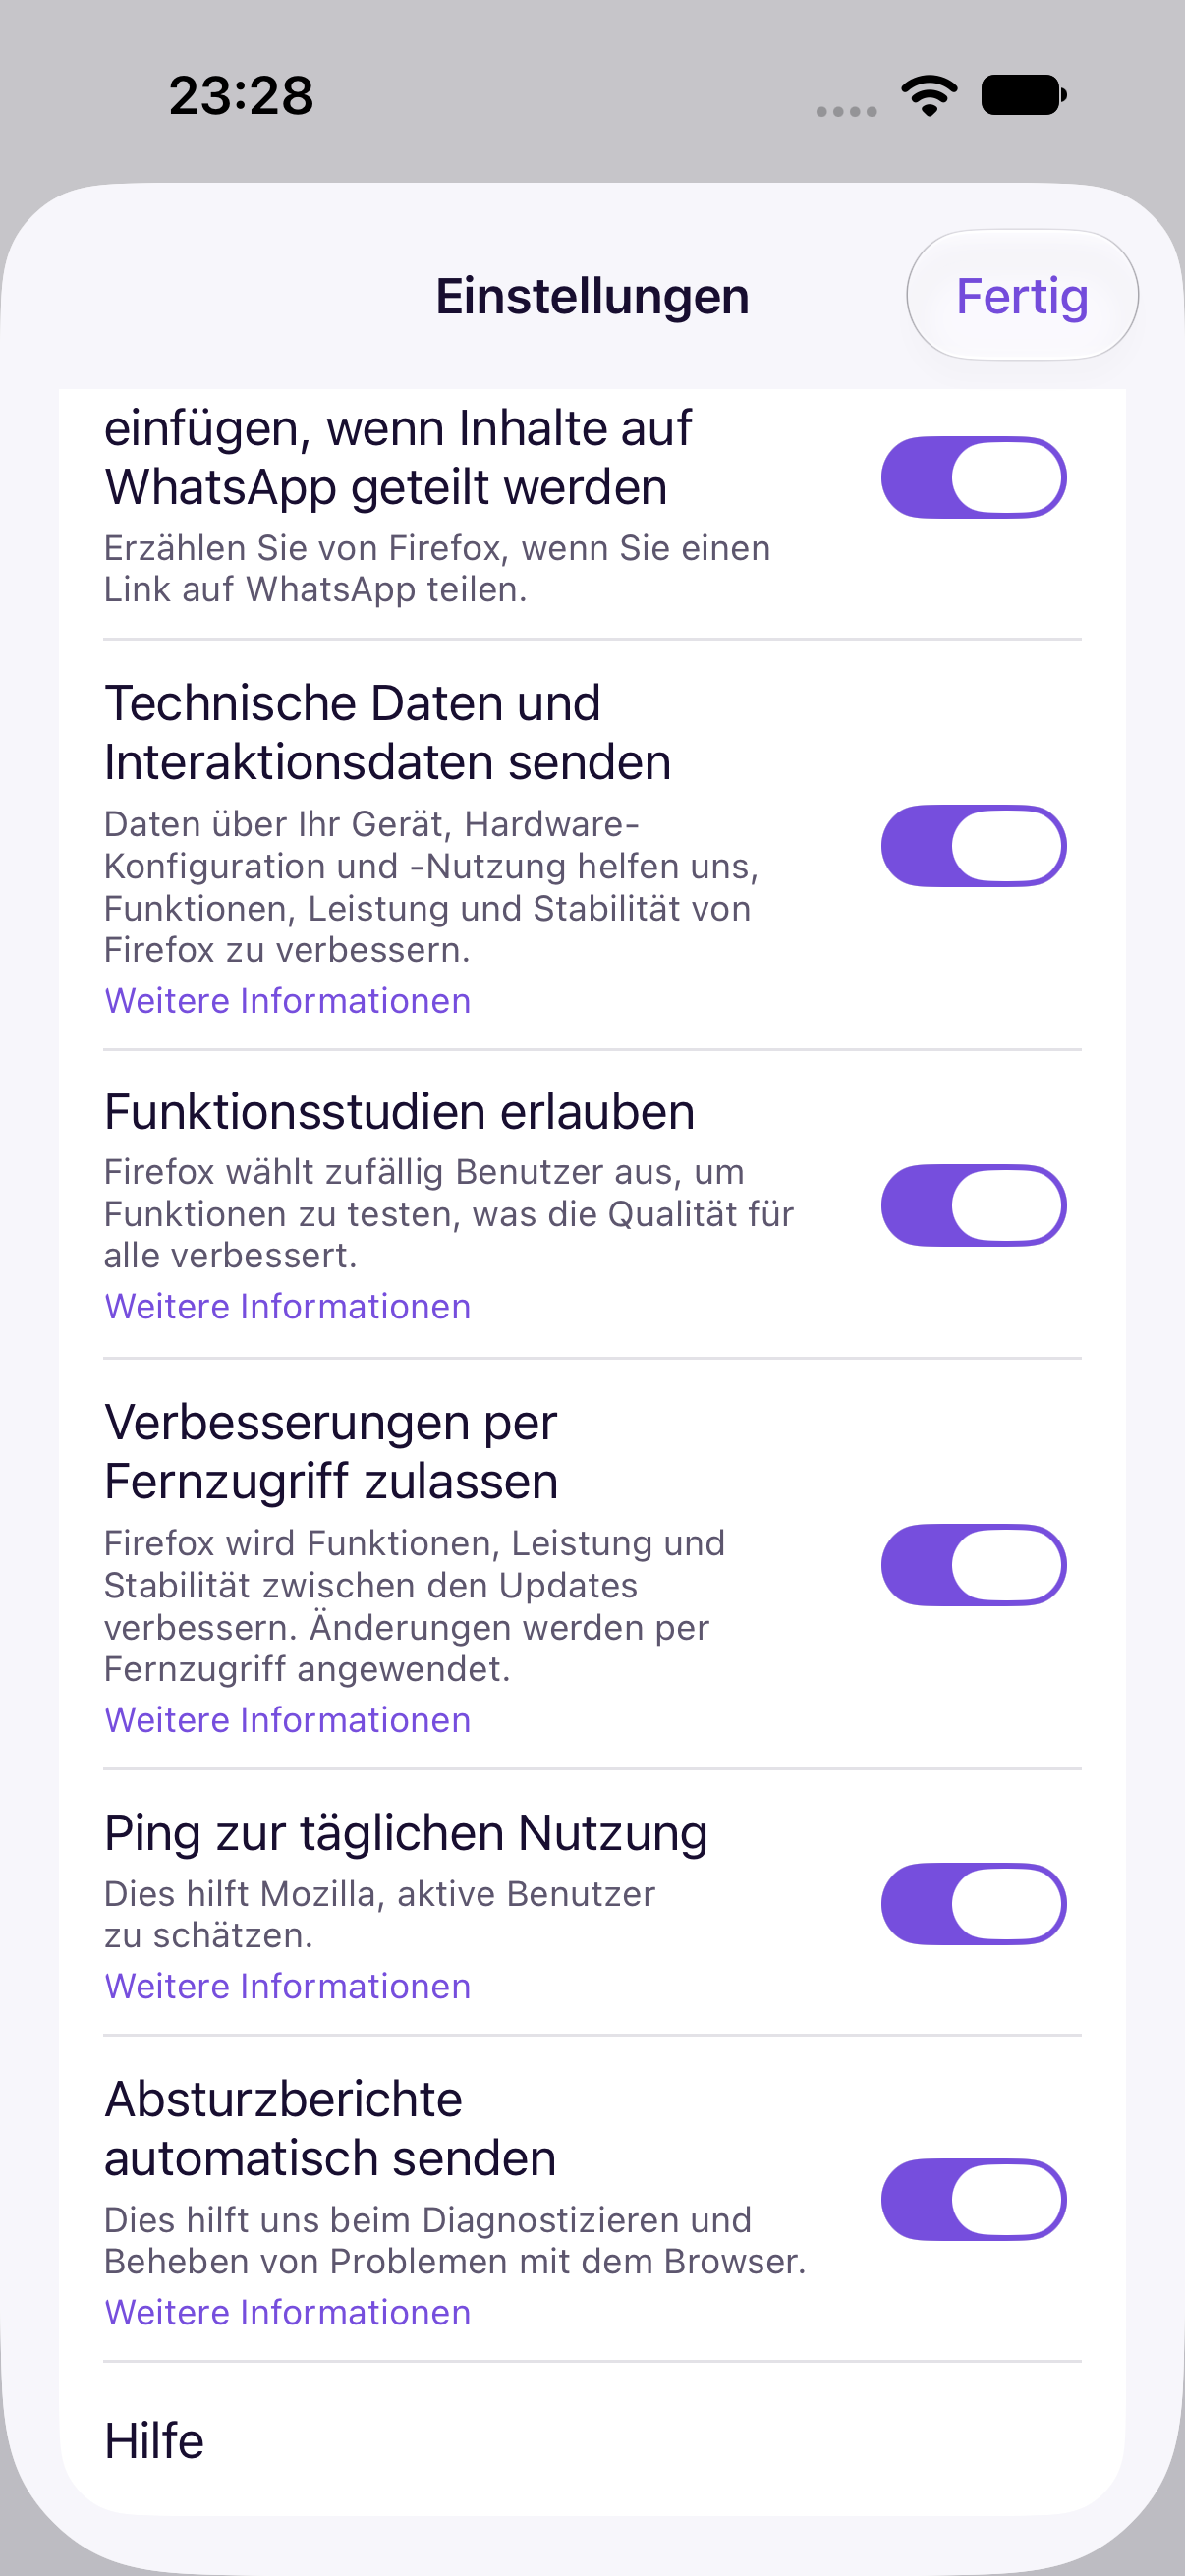 23:28
Einstellungen
Fertig
einfügen, wenn Inhalte auf
WhatsApp geteilt werden
Erzählen Sie von Firefox, wenn Sie einen
Link auf WhatsApp teilen.
Technische Daten und
Interaktionsdaten senden
Daten über Ihr Gerät, Hardware-
Konfiguration und -Nutzung helfen uns,
Funktionen, Leistung und Stabilität von
Firefox zu verbessern.
Weitere Informationen
Funktionsstudien erlauben
Firefox wählt zufällig Benutzer aus, um
Funktionen zu testen, was die Qualität für
alle verbessert.
Weitere Informationen
Verbesserungen per
Fernzugriff zulassen
Firefox wird Funktionen, Leistung und
Stabilität zwischen den Updates
verbessern. Änderungen werden per
Fernzugriff angewendet.
Weitere Informationen
Ping zur täglichen Nutzung
Dies hilft Mozilla, aktive Benutzer
zu schätzen.
Weitere Informationen
Absturzberichte
automatisch senden
Dies hilft uns beim Diagnostizieren und
Beheben von Problemen mit dem Browser.
Weitere Informationen
Hilfe